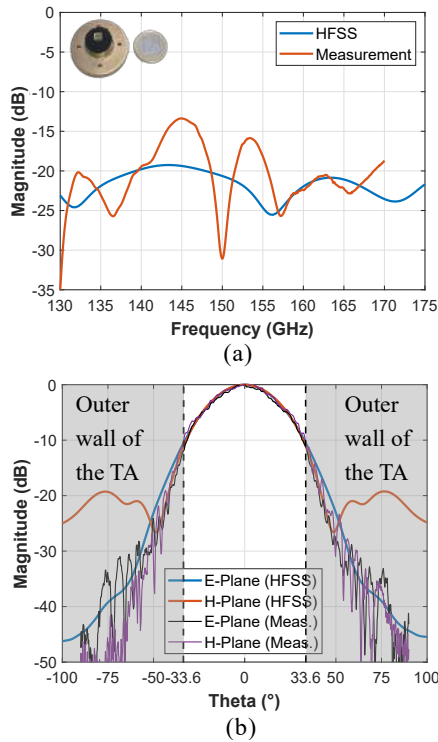 0
-5
-10
-15
-20
-25
-30
-35
Magnitude (dB)
HFSS
Measurement
130 135 140 145 150 155 160 165 170 175
Frequency (GHz)
(a)
0
-10
-20
-30
-40
-50
Magnitude (dB)
Outer
wall of
the TA
Outer
wall of
the TA
E-Plane (HFSS)
H-Plane (HFSS)
E-Plane (Meas.)
H-Plane (Meas.)
-100 -75 -50 -33.6 0 33.6 50 75 100
Theta (°)
(b)